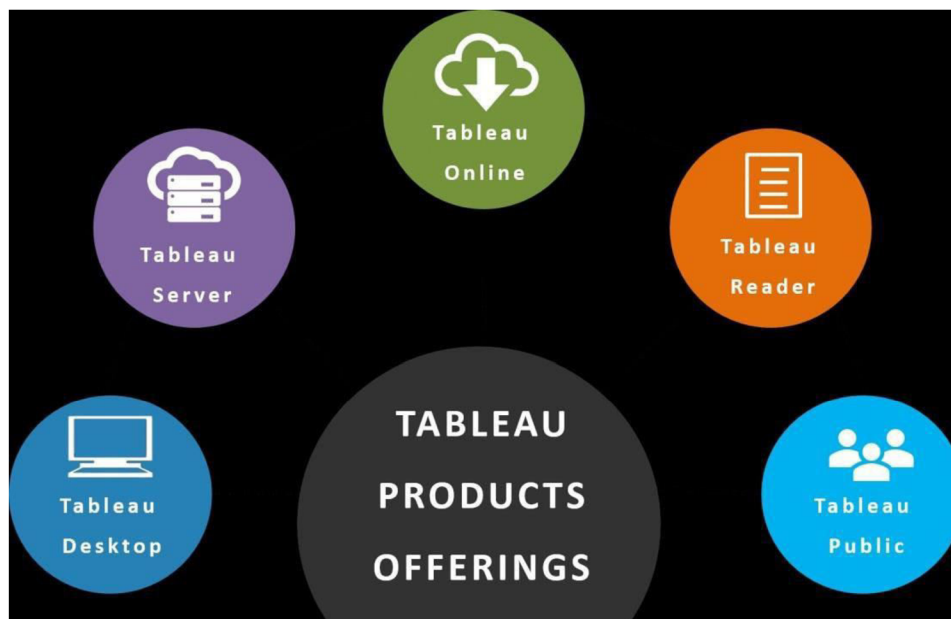 Tableau
Online
Tableau
Server
Tableau
Reader
TABLEAU
PRODUCTS
OFFERINGS
Tableau
Desktop
Tableau
Public